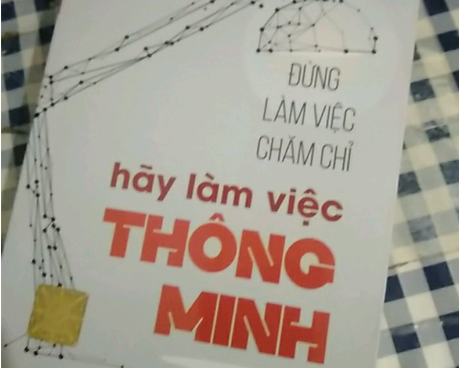 ĐỪNG
LÀM VIỆC
CHĂM CHỈ
hãy làm việc
THÔNG
MINH